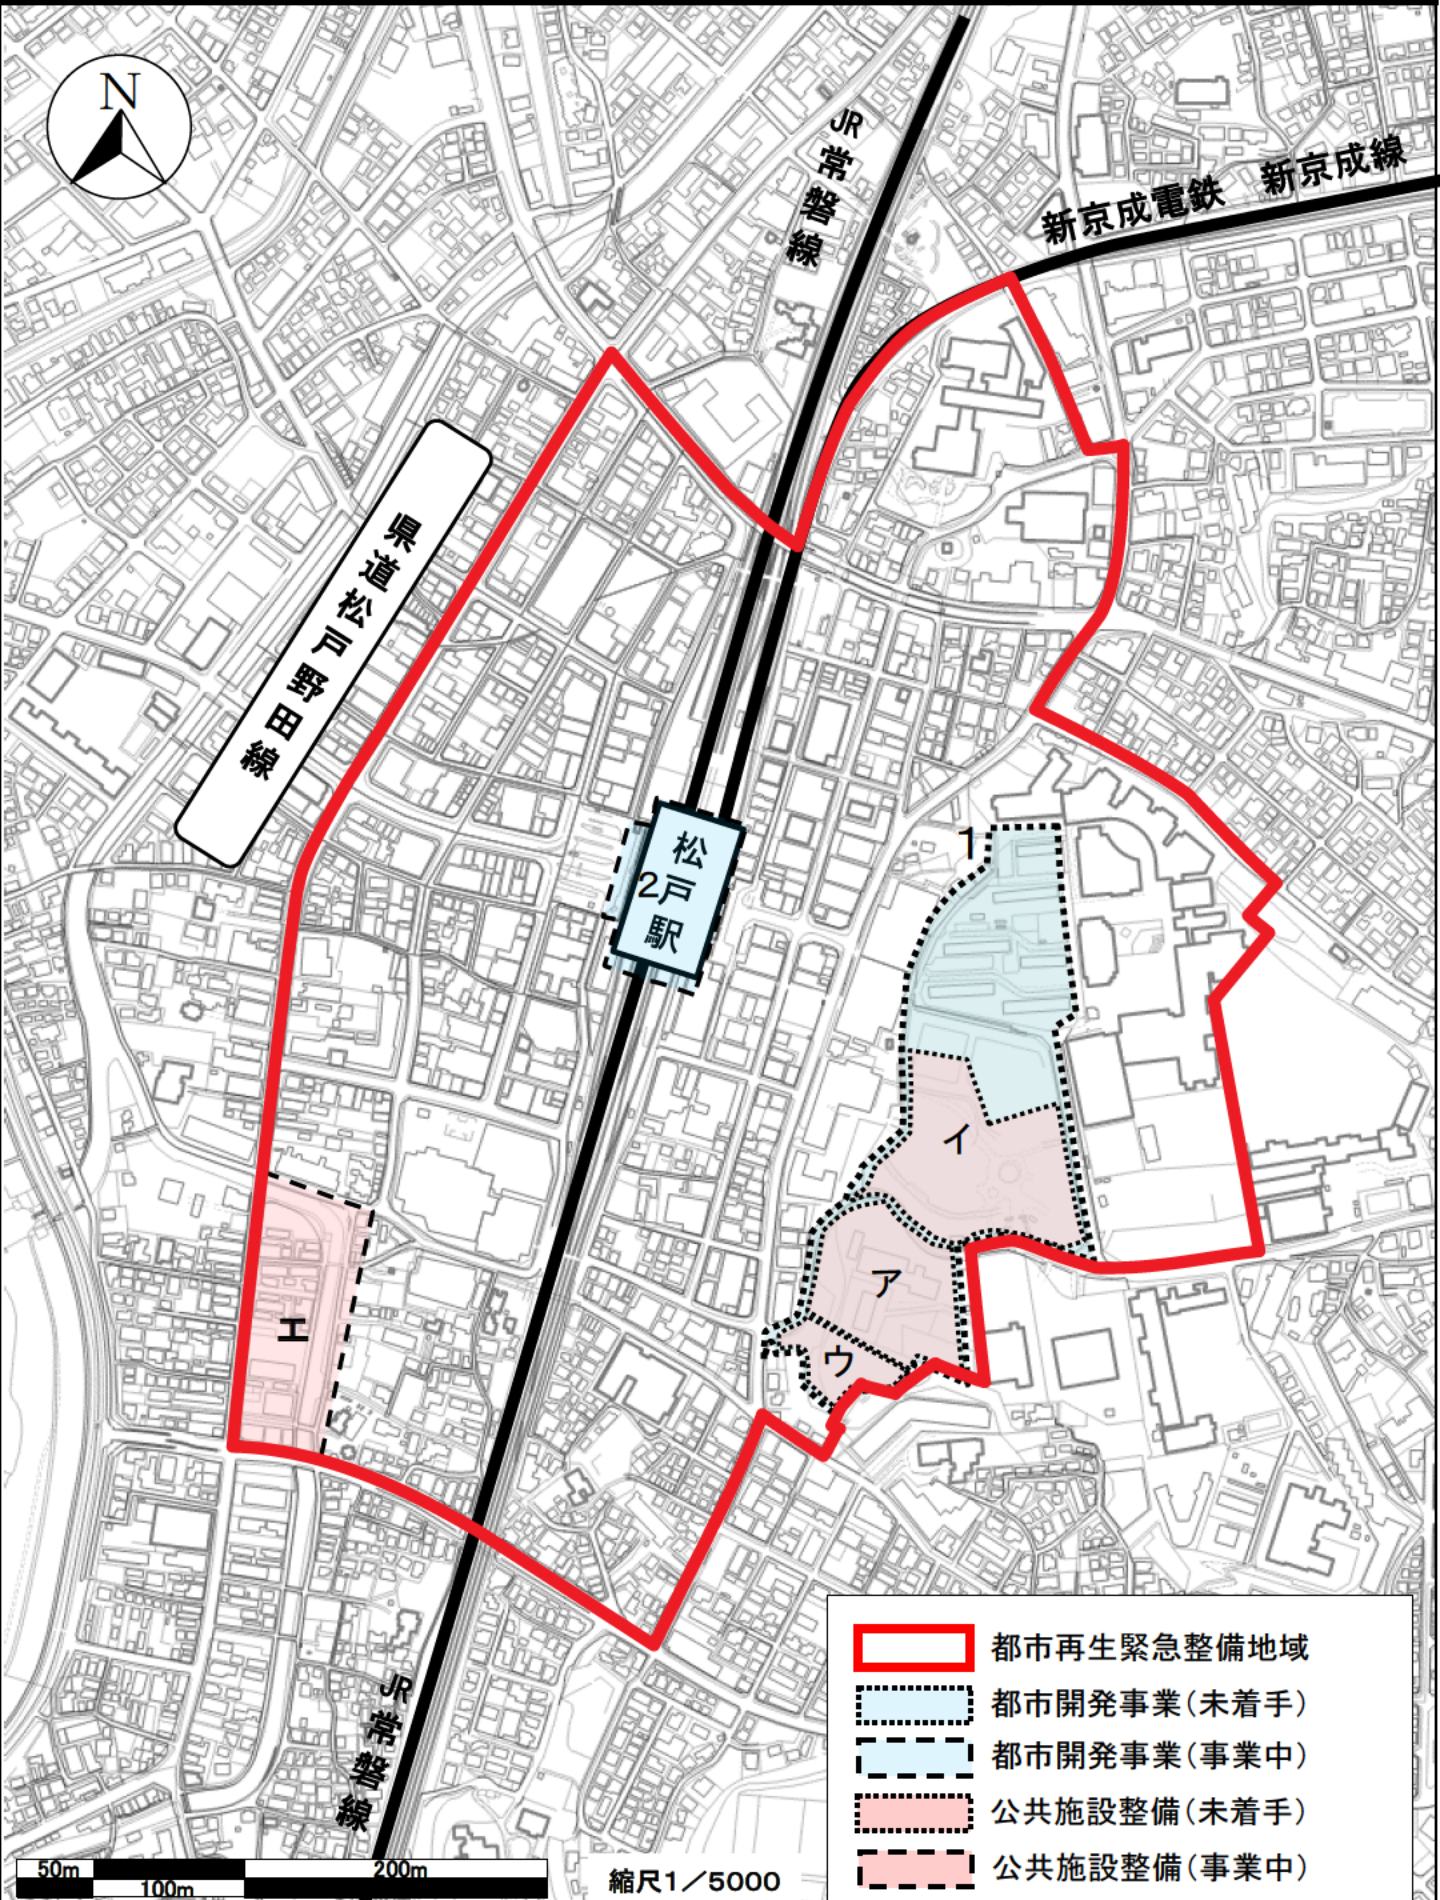 N
JR常磐線
新京成電鉄 新京成線
県道松戸野田線
松戸駅
2
1
イ
ア
ウ
エ
JR常磐線
都市再生緊急整備地域
都市開発事業(未着手)
都市開発事業(事業中)
公共施設整備(未着手)
公共施設整備(事業中)
50m
100m
200m
縮尺1/5000